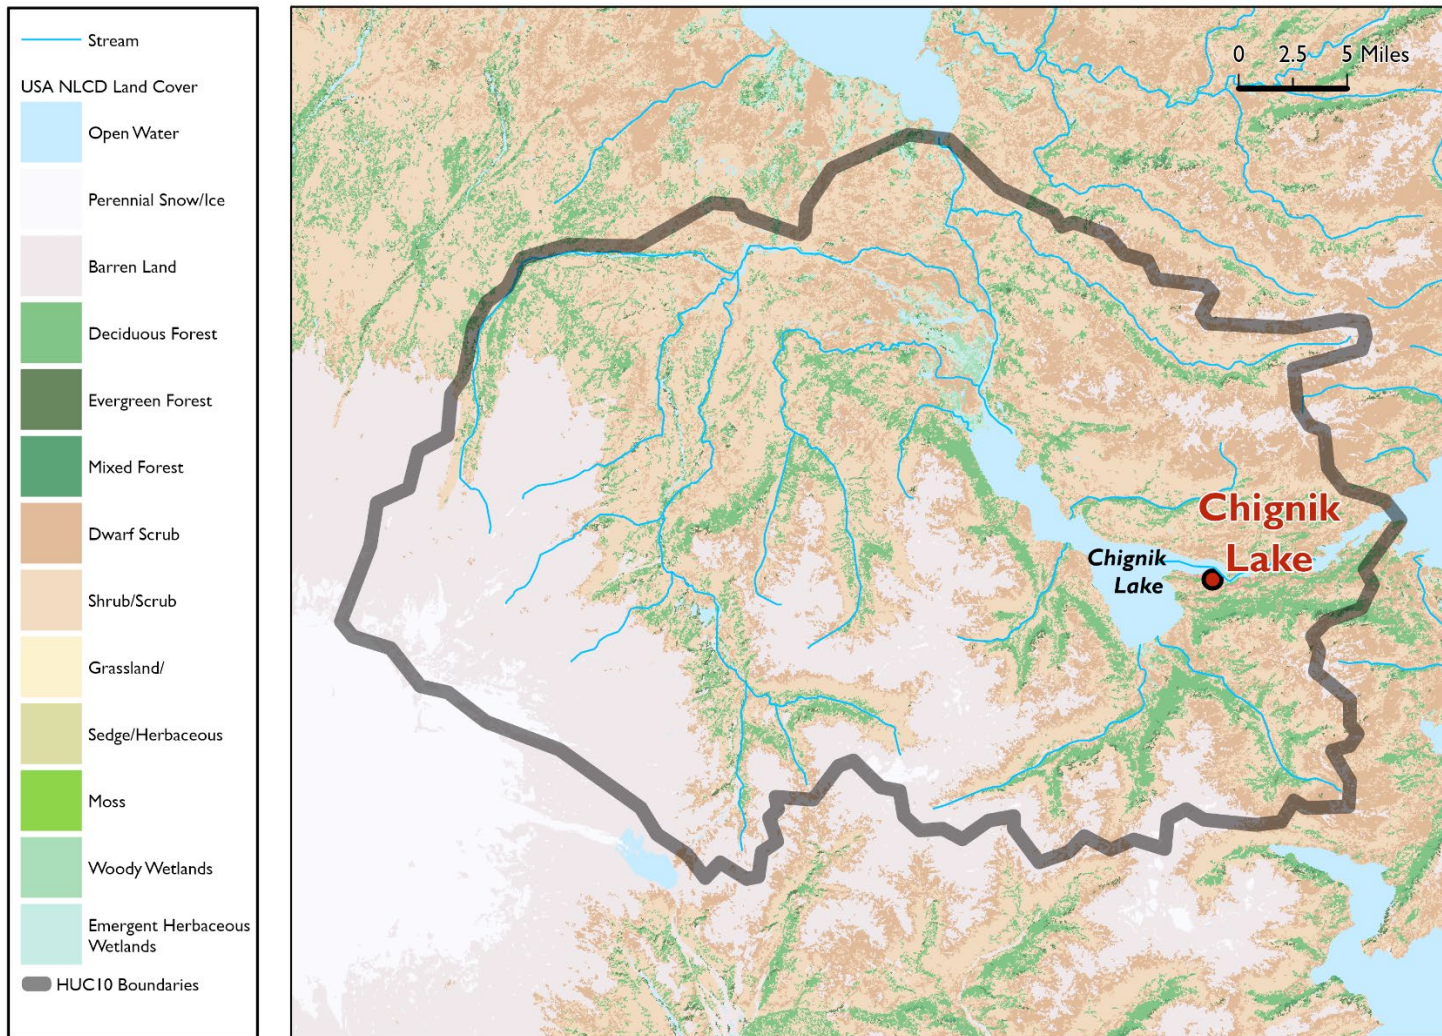 Stream
USA NLCD Land Cover
Open Water
Perennial Snow/Ice
Barren Land
Deciduous Forest
Evergreen Forest
Mixed Forest
Dwarf Scrub
Shrub/Scrub
Grassland/
Sedge/Herbaceous
Moss
Woody Wetlands
Emergent Herbaceous
Wetlands
HUC10 Boundaries
0 2.5 5 Miles
Chignik
Lake
Chignik
Lake